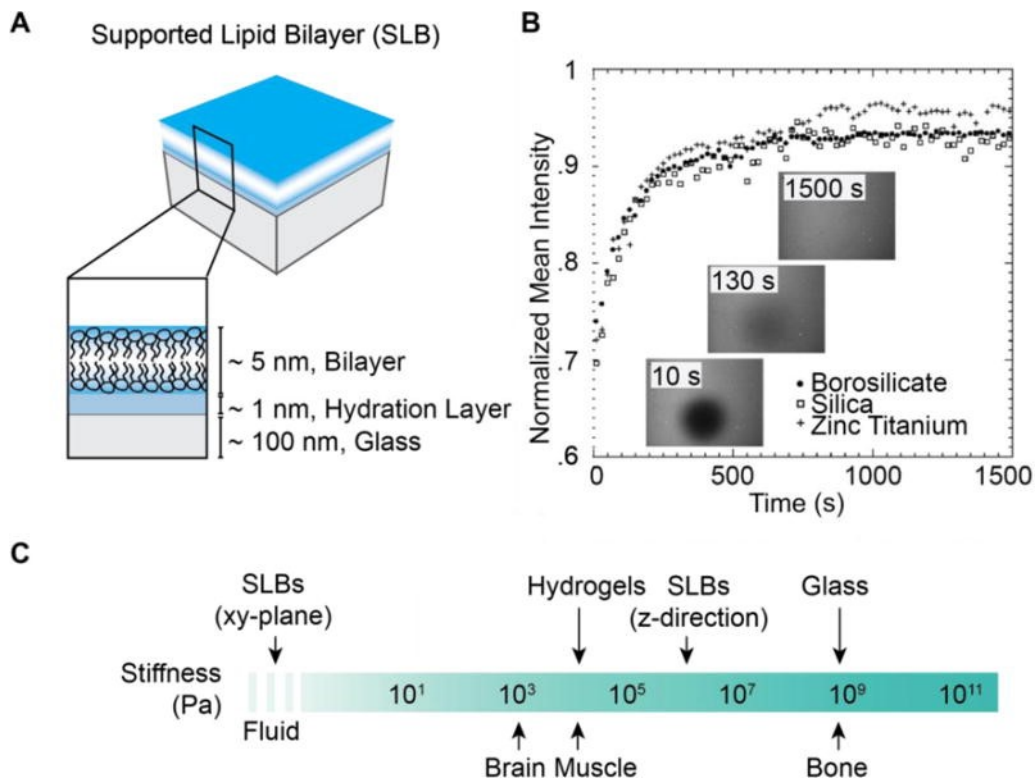 A
Supported Lipid Bilayer (SLB)
~ 5 nm, Bilayer
~ 1 nm, Hydration Layer
~ 100 nm, Glass
B
Normalized Mean Intensity
1
.9
.8
.7
.6
1500 s
130 s
10 s
Borosilicate
Silica
Zinc Titanium
0 500 1000 1500
Time (s)
C
SLBs
(xy-plane)
Hydrogels
SLBs
(z-direction)
Glass
Stiffness
(Pa)
10¹ 10³ 10⁵ 10⁷ 10⁹ 10¹¹
Fluid
Brain Muscle Bone